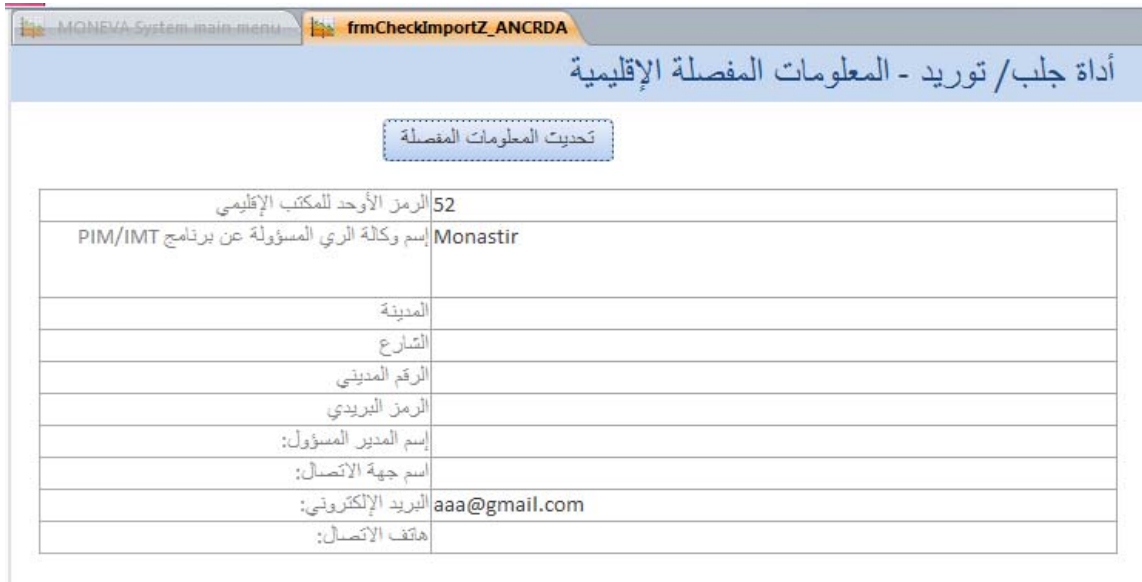 MONEVA System main menu
frmCheckImportZ_ANCRDA
أداة جلب/ توريد - المعلومات المفصلة الإقليمية
تحديث المعلومات المفصلة
الرمز الأوحد للمكتب الإقليمي 52
إسم وكالة الري المسؤولة عن برنامج PIM/IMT Monastir
المدينة
الشارع
الرقم المديني
الرمز البريدي
إسم المدير المسؤول:
اسم جهة الاتصال:
البريد الإلكتروني: aaa@gmail.com
هاتف الاتصال: